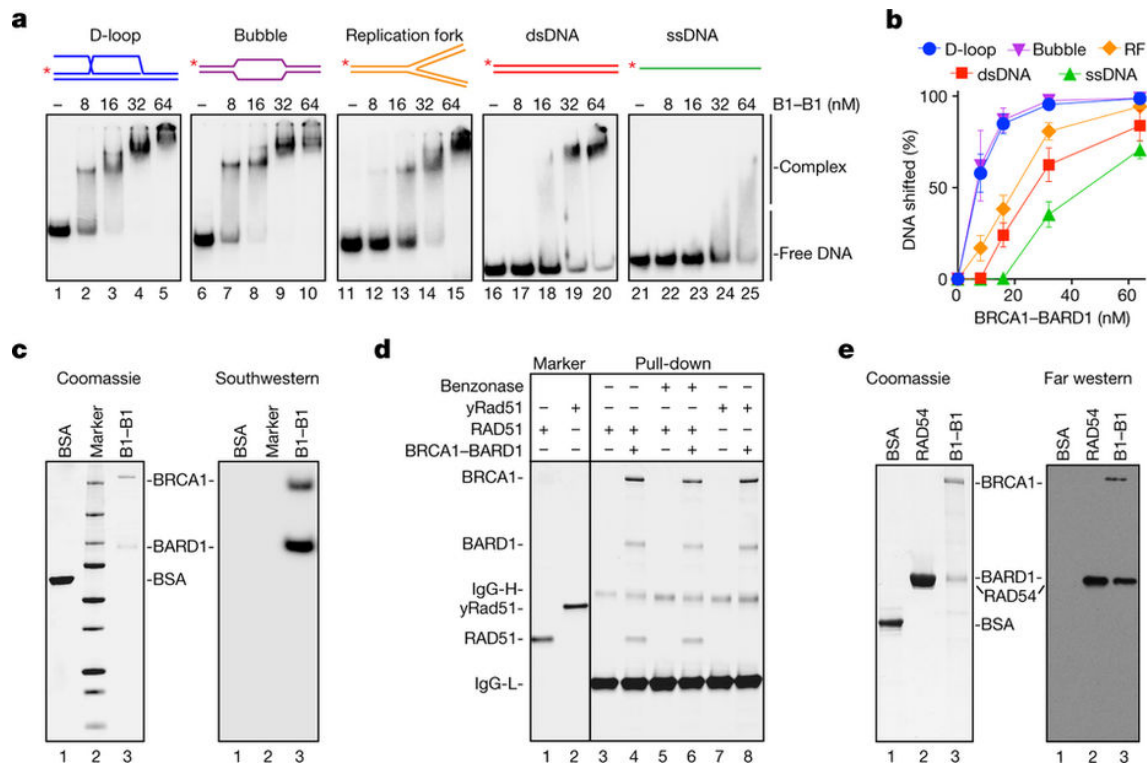 a
D-loop Bubble Replication fork dsDNA ssDNA
* * * * *
– 8 16 32 64 – 8 16 32 64 – 8 16 32 64 – 8 16 32 64 – 8 16 32 64 B1–B1 (nM)
-Complex
-Free DNA
1 2 3 4 5 6 7 8 9 10 11 12 13 14 15 16 17 18 19 20 21 22 23 24 25
b
D-loop Bubble RF
dsDNA ssDNA
DNA shifted (%)
100
50
0
0 20 40 60
BRCA1–BARD1 (nM)
c
Coomassie Southwestern
BSA Marker B1–B1 BSA Marker B1–B1
-BRCA1-
-BARD1-
-BSA
1 2 3 1 2 3
d
Marker Pull-down
Benzonase – – – – + + – –
yRad51 – + – – – – + +
RAD51 + – + + + + – –
BRCA1–BARD1 – – – + – + – +
BRCA1-
BARD1-
IgG-H-
yRad51-
RAD51-
IgG-L-
1 2 3 4 5 6 7 8
e
Coomassie Far western
BSA RAD54 B1–B1 BSA RAD54 B1–B1
-BRCA1-
-BARD1-
RAD54
-BSA
1 2 3 1 2 3